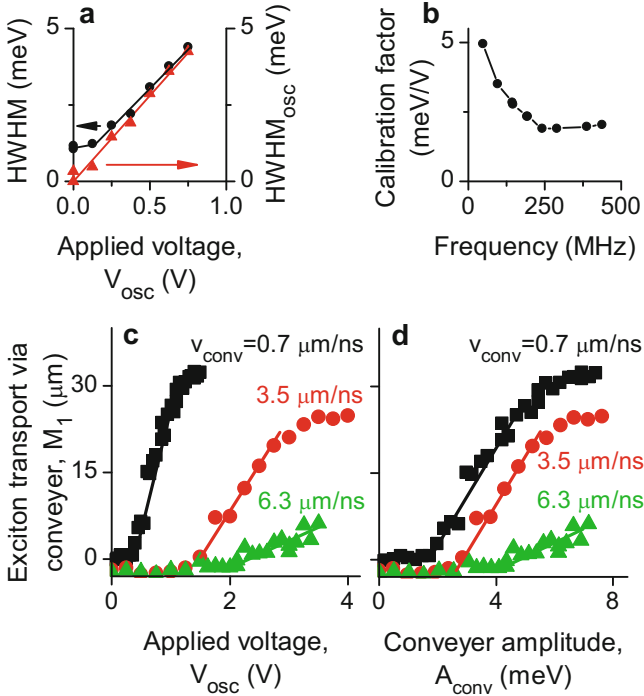 a
HWHM (meV)
5
0
5
0
HWHM_osc (meV)
0.0
0.5
1.0
Applied voltage,
V_osc (V)
b
Calibration factor
(meV/V)
5
0
0
250
500
Frequency (MHz)
c
Exciton transport via
conveyer, M_1 (μm)
30
15
0
v_conv=0.7 μm/ns
3.5 μm/ns
6.3 μm/ns
0
2
4
Applied voltage,
V_osc (V)
d
v_conv=0.7 μm/ns
3.5 μm/ns
6.3 μm/ns
0
4
8
Conveyer amplitude,
A_conv (meV)